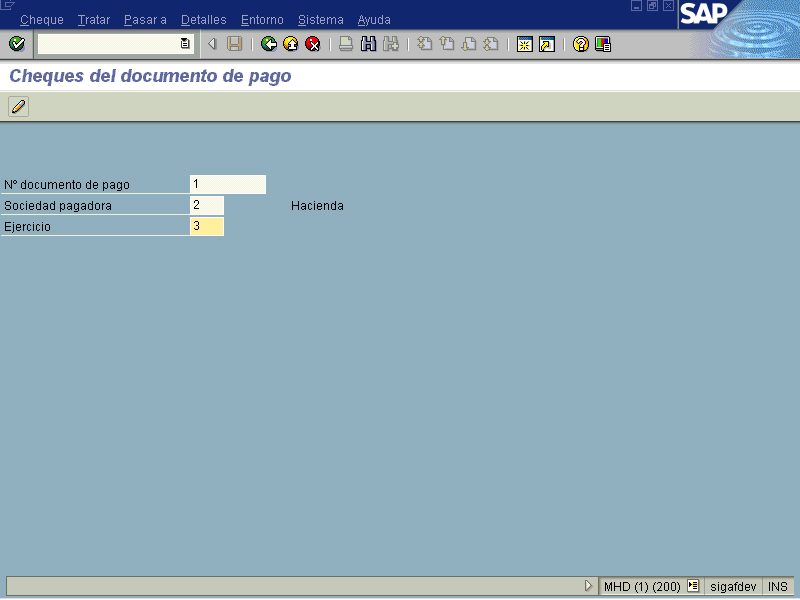 Cheque Tratar Pasar a Detalles Entorno Sistema Ayuda
SAP
Cheques del documento de pago
Nº documento de pago 1
Sociedad pagadora 2 Hacienda
Ejercicio 3
MHD (1) (200) sigafdev INS